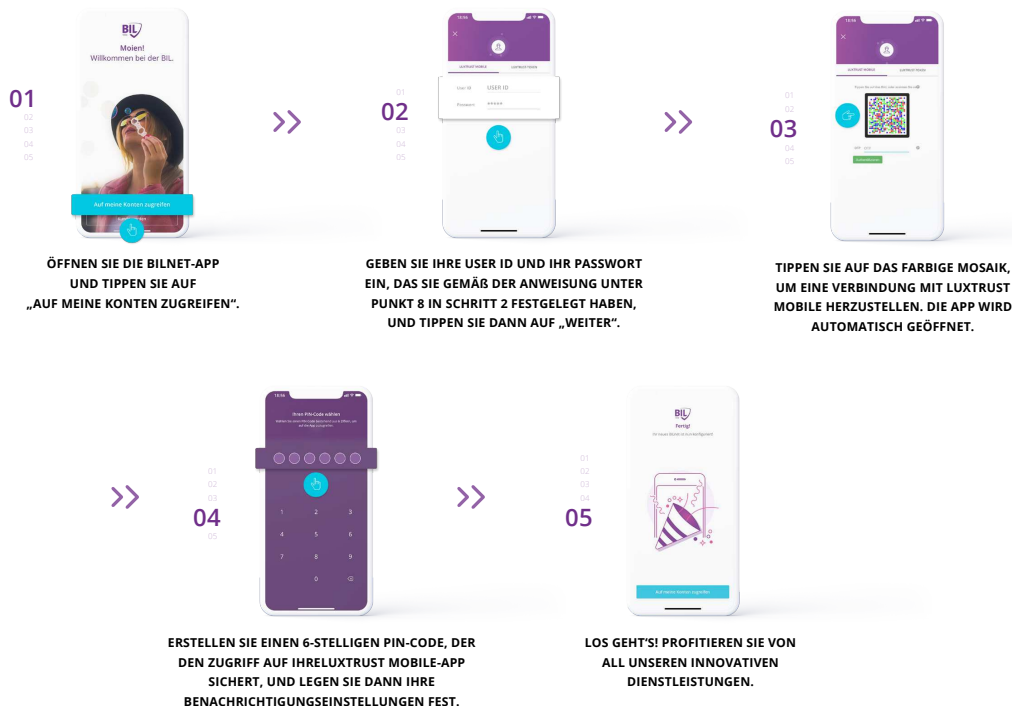 BIL
Moien!
Willkommen bei der BIL.
Auf meine Konten zugreifen
01
02
03
04
05
ÖFFNEN SIE DIE BILNET-APP
UND TIPPEN SIE AUF
„AUF MEINE KONTEN ZUGREIFEN“.
LUXTRUST MOBILE
LUXTRUST TOKEN
User ID
USER ID
Passwort
*****
01
02
03
04
05
GEBEN SIE IHRE USER ID UND IHR PASSWORT
EIN, DAS SIE GEMÄß DER ANWEISUNG UNTER
PUNKT 8 IN SCHRITT 2 FESTGELEGT HABEN,
UND TIPPEN SIE DANN AUF „WEITER“.
LUXTRUST MOBILE
LUXTRUST TOKEN
01
02
03
04
05
TIPPEN SIE AUF DAS FARBIGE MOSAIK,
UM EINE VERBINDUNG MIT LUXTRUST
MOBILE HERZUSTELLEN. DIE APP WIRD
AUTOMATISCH GEÖFFNET.
Ihren PIN-Code wählen
1 2 3
4 5 6
7 8 9
0
01
02
03
04
05
ERSTELLEN SIE EINEN 6-STELLIGEN PIN-CODE, DER
DEN ZUGRIFF AUF IHRELUXTRUST MOBILE-APP
SICHERT, UND LEGEN SIE DANN IHRE
BENACHRICHTIGUNGSEINSTELLUNGEN FEST.
BIL
Fertig!
Auf meine Konten zugreifen
01
02
03
04
05
LOS GEHT'S! PROFITIEREN SIE VON
ALL UNSEREN INNOVATIVEN
DIENSTLEISTUNGEN.